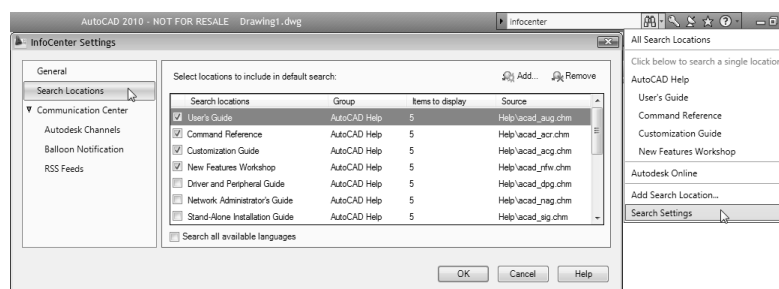 AutoCAD 2010 - NOT FOR RESALE Drawing1.dwg
infocenter
InfoCenter Settings
General
Search Locations
Communication Center
Autodesk Channels
Balloon Notification
RSS Feeds
Select locations to include in default search:
Add... Remove
Search locations Group Items to display Source
User's Guide AutoCAD Help 5 Help\acad_aug.chm
Command Reference AutoCAD Help 5 Help\acad_acr.chm
Customization Guide AutoCAD Help 5 Help\acad_acg.chm
New Features Workshop AutoCAD Help 5 Help\acad_nfw.chm
Driver and Peripheral Guide AutoCAD Help 5 Help\acad_dpg.chm
Network Administrator's Guide AutoCAD Help 5 Help\acad_nag.chm
Stand-Alone Installation Guide AutoCAD Help 5 Help\acad_sig.chm
Search all available languages
OK Cancel Help
All Search Locations
Click below to search a single location
AutoCAD Help
User's Guide
Command Reference
Customization Guide
New Features Workshop
Autodesk Online
Add Search Location...
Search Settings